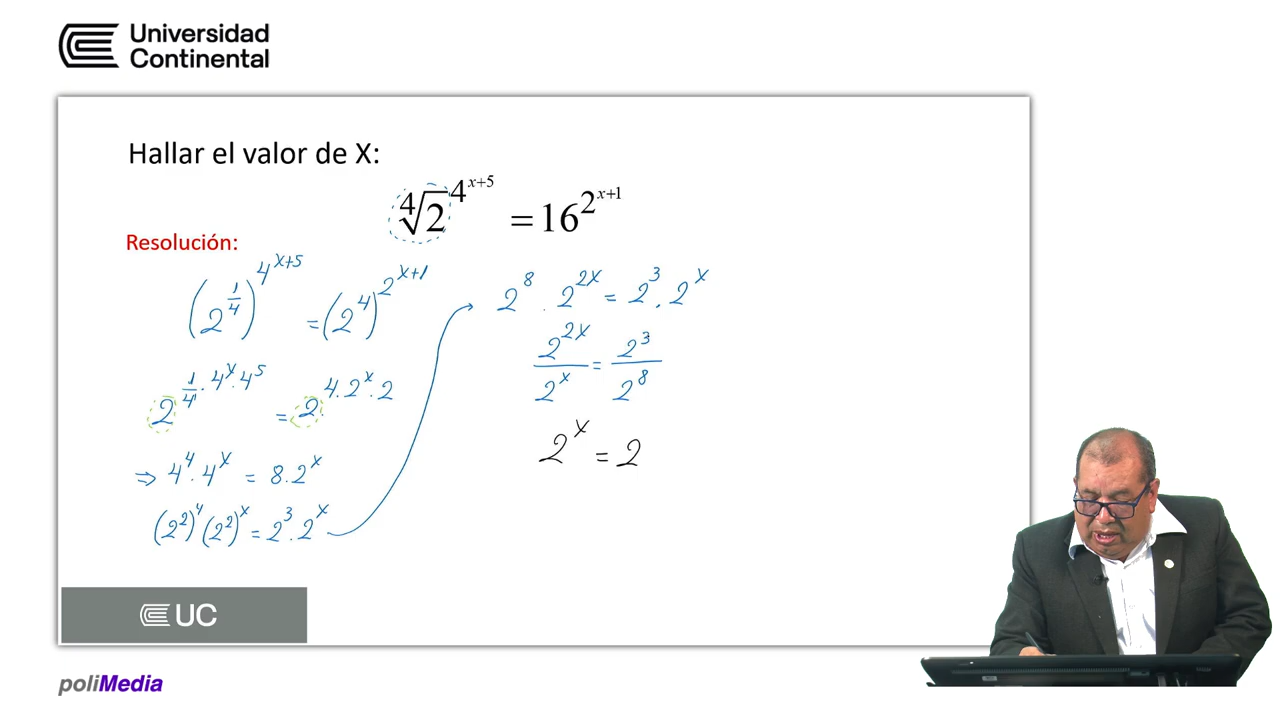 Universidad
Continental
Hallar el valor de X:
∜2^4^(x+5) = 16^2^(x+1)
Resolución:
(2^(1/4))^4^(x+5) = (2^4)^2^(x+1)
2^(1/4 · 4^x · 4^5) = 2^(4 · 2^x · 2)
⇒ 4^4 · 4^x = 8 · 2^x
(2^2)^4 (2^2)^x = 2^3 · 2^x
2^8 · 2^(2x) = 2^3 · 2^x
2^(2x)/2^x = 2^3/2^8
2^x = 2
UC
poliMedia